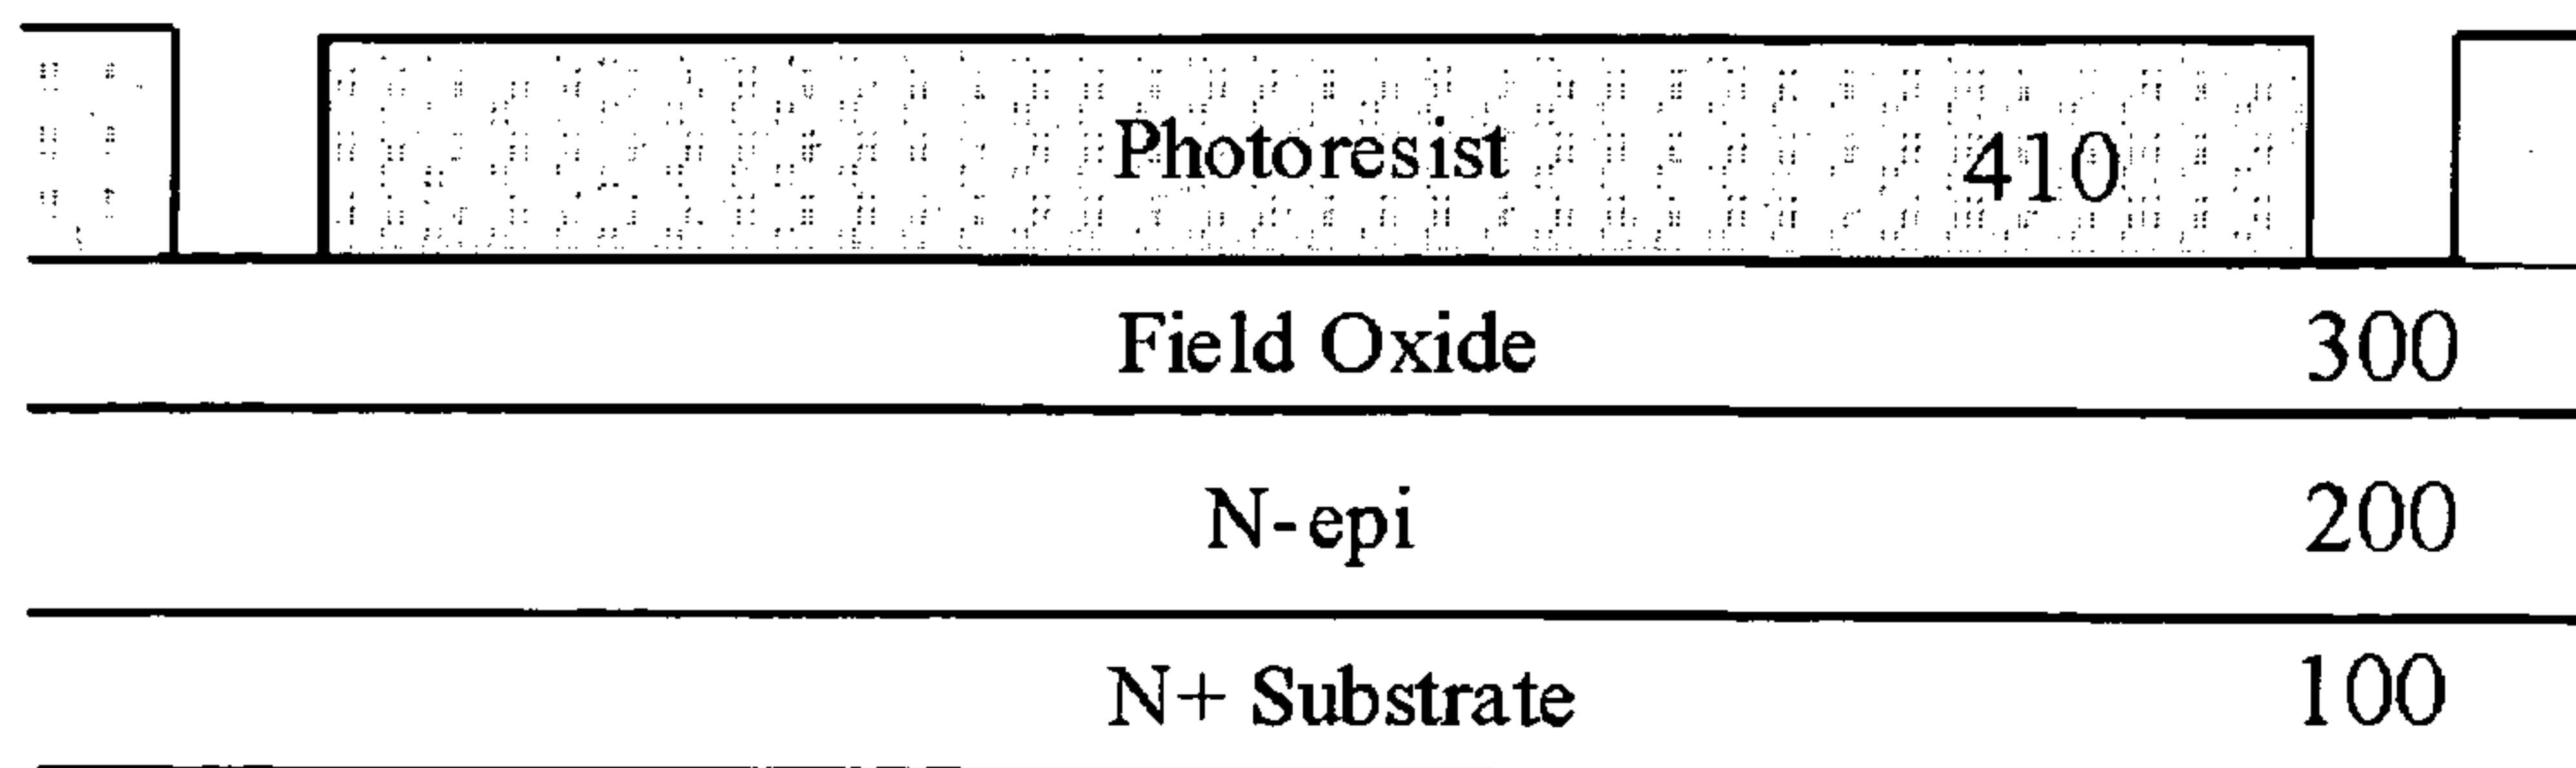 Photoresist 410
Field Oxide 300
N-epi 200
N+ Substrate 100